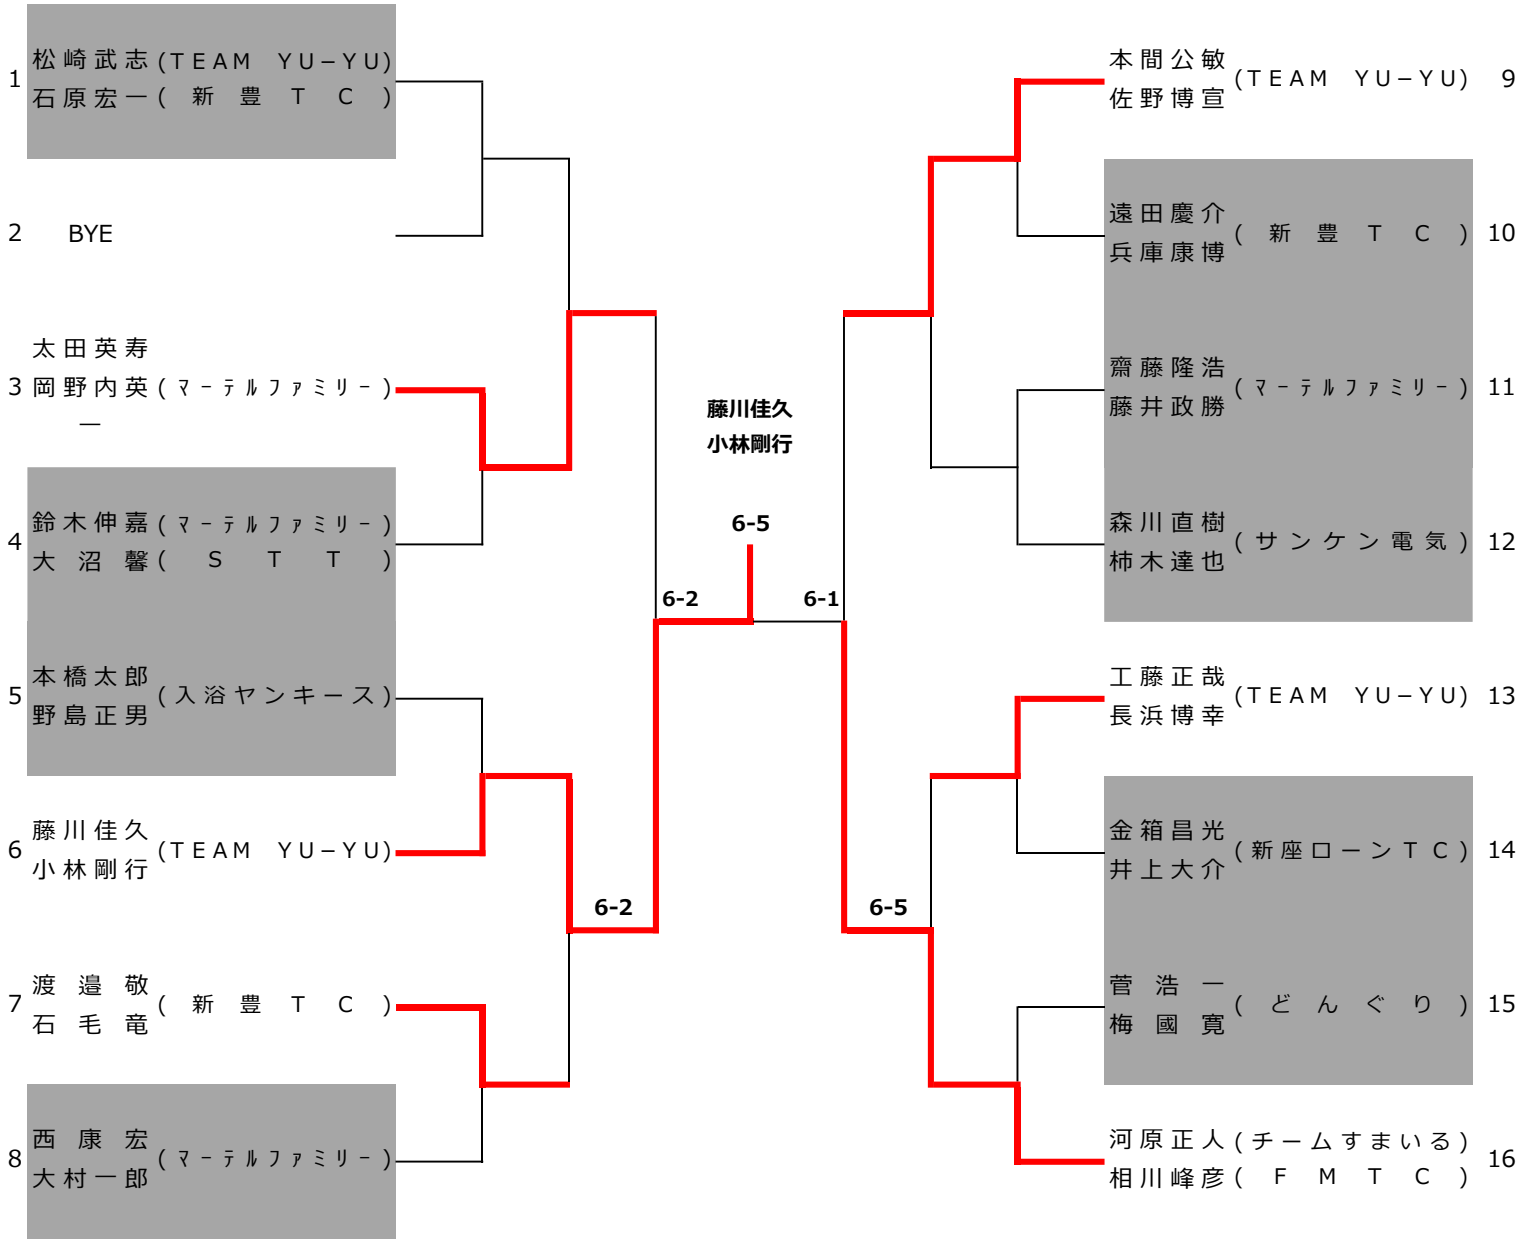 松崎武志(TEAM YU−YU)
1
石原宏一(新豊TC)
2 BYE
太田英寿
3 岡野内英(マーテルファミリー)
一
鈴木伸嘉(マーテルファミリー)
4
大沼馨(STT)
本橋太郎
5 (入浴ヤンキース)
野島正男
藤川佳久
6 (TEAM YU−YU)
小林剛行
渡邉敬
7 (新豊TC)
石毛竜
西康宏
8 (マーテルファミリー)
大村一郎
藤川佳久
小林剛行
6-5
6-2
6-1
6-2
6-5
本間公敏
(TEAM YU−YU) 9
佐野博宣
遠田慶介
(新豊TC) 10
兵庫康博
齋藤隆浩
(マーテルファミリー) 11
藤井政勝
森川直樹
(サンケン電気) 12
柿木達也
工藤正哉
(TEAM YU−YU) 13
長浜博幸
金箱昌光
(新座ローンTC) 14
井上大介
菅浩一
(どんぐり) 15
梅國寛
河原正人(チームすまいる)
16
相川峰彦(FMTC)